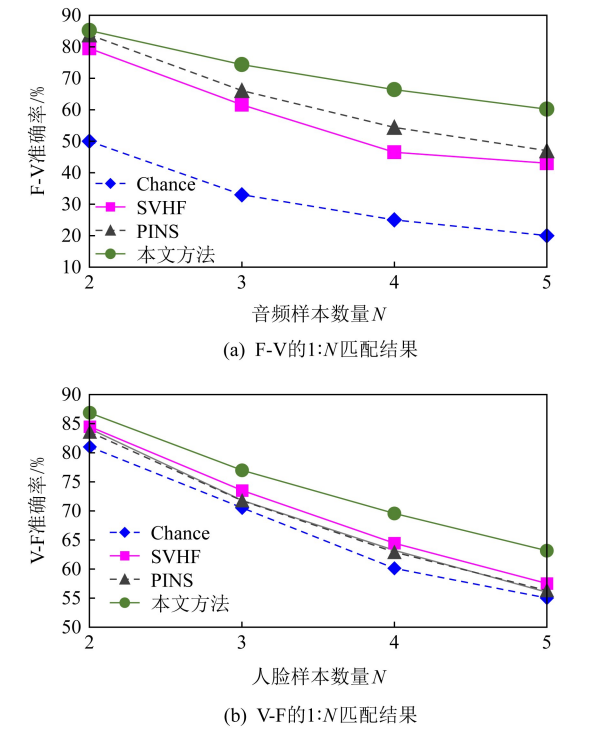 90
80
70
60
50
40
30
20
10
F-V准确率/%
Chance
SVHF
PINS
本文方法
2 3 4 5
音频样本数量N
(a) F-V的1:N匹配结果
90
85
80
75
70
65
60
55
50
V-F准确率/%
Chance
SVHF
PINS
本文方法
2 3 4 5
人脸样本数量N
(b) V-F的1:N匹配结果